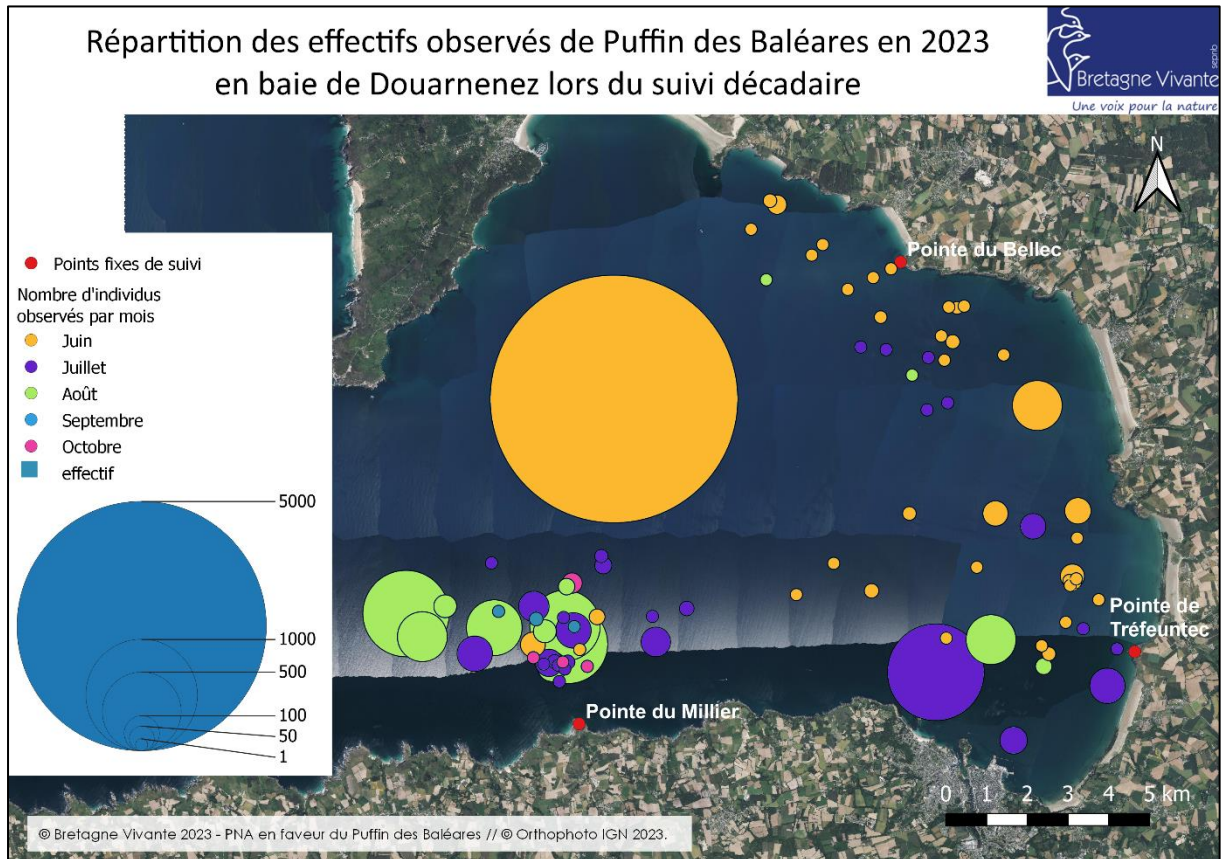 Répartition des effectifs observés de Puffin des Baléares en 2023
en baie de Douarnenez lors du suivi décadaire
Bretagne Vivante
sepnb
Une voix pour la nature
N
Pointe du Bellec
Points fixes de suivi
Nombre d'individus
observés par mois
Juin
Juillet
Août
Septembre
Octobre
effectif
5000
1000
500
100
50
1
Pointe de
Tréfeuntec
Pointe du Millier
0 1 2 3 4 5 km
© Bretagne Vivante 2023 - PNA en faveur du Puffin des Baléares // © Orthophoto IGN 2023.